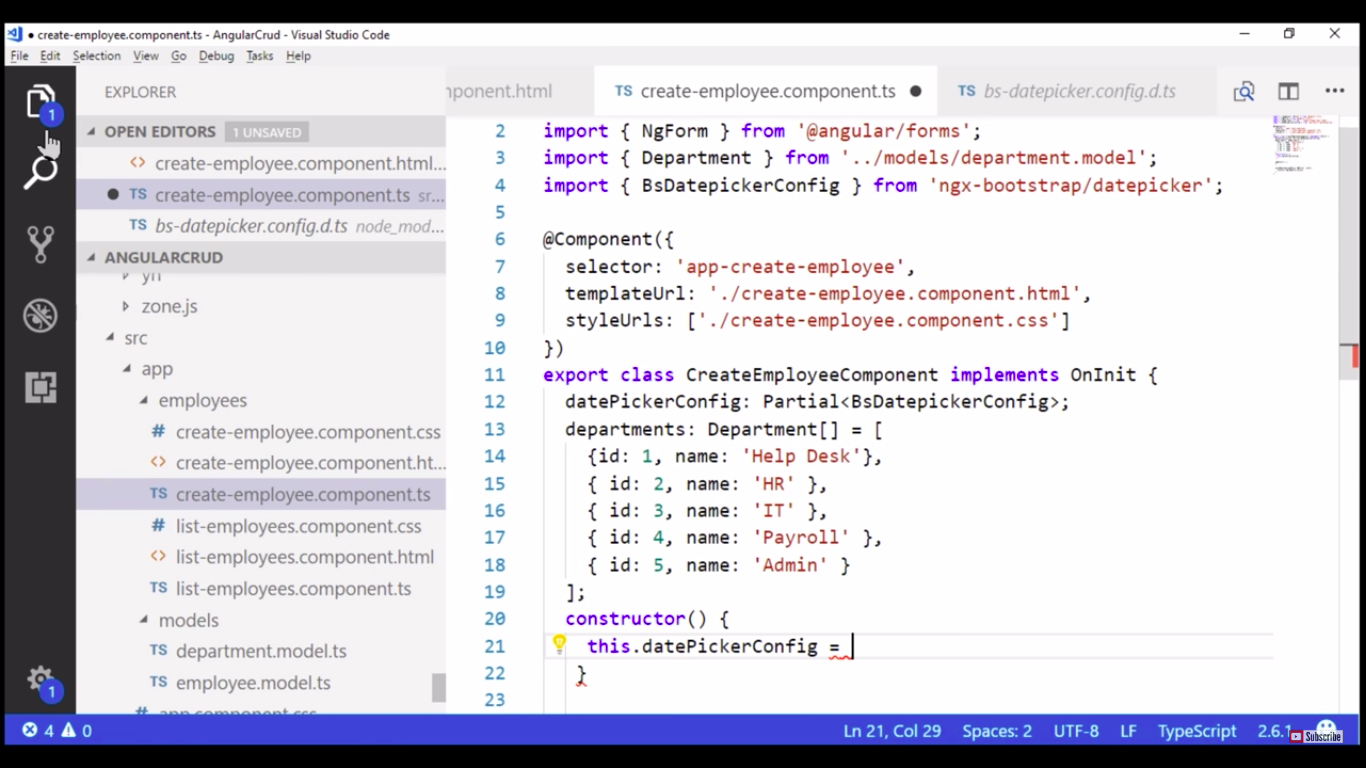 create-employee.component.ts - AngularCrud - Visual Studio Code
File Edit Selection View Go Debug Tasks Help
EXPLORER
OPEN EDITORS 1 UNSAVED
create-employee.component.html...
TS create-employee.component.ts sr...
TS bs-datepicker.config.d.ts node_mod...
ANGULARCRUD
yn
zone.js
src
app
employees
# create-employee.component.css
<> create-employee.component.ht...
TS create-employee.component.ts
# list-employees.component.css
<> list-employees.component.html
TS list-employees.component.ts
models
TS department.model.ts
TS employee.model.ts
# app.component.css
1
1
nponent.html TS create-employee.component.ts ● TS bs-datepicker.config.d.ts
2 import { NgForm } from '@angular/forms';
3 import { Department } from '../models/department.model';
4 import { BsDatepickerConfig } from 'ngx-bootstrap/datepicker';
5
6 @Component({
7 selector: 'app-create-employee',
8 templateUrl: './create-employee.component.html',
9 styleUrls: ['./create-employee.component.css']
10 })
11 export class CreateEmployeeComponent implements OnInit {
12 datePickerConfig: Partial<BsDatepickerConfig>;
13 departments: Department[] = [
14 {id: 1, name: 'Help Desk'},
15 { id: 2, name: 'HR' },
16 { id: 3, name: 'IT' },
17 { id: 4, name: 'Payroll' },
18 { id: 5, name: 'Admin' }
19 ];
20 constructor() {
21 this.datePickerConfig =
22 }
23
4 0 Ln 21, Col 29 Spaces: 2 UTF-8 LF TypeScript 2.6.1
Subscribe